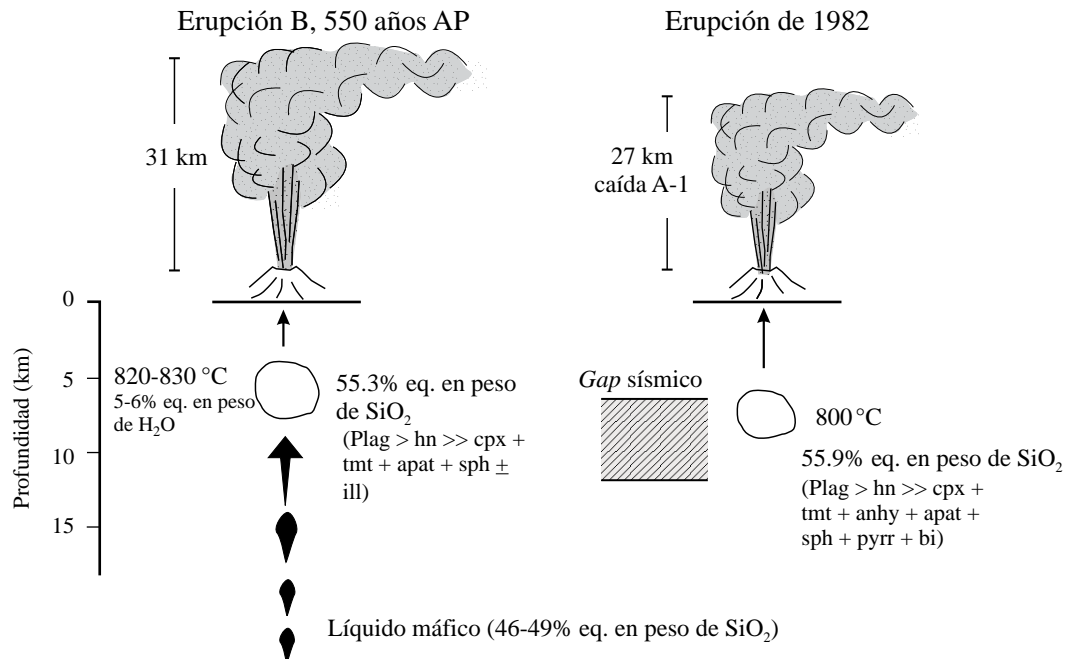 Erupción B, 550 años AP
31 km
Erupción de 1982
27 km
caída A-1
Profundidad (km)
0
5
10
15
820-830 °C
5-6% eq. en peso
de H₂O
55.3% eq. en peso
de SiO₂
(Plag > hn >> cpx +
tmt + apat + sph ±
ill)
Líquido máfico (46-49% eq. en peso de SiO₂)
Gap sísmico
800 °C
55.9% eq. en peso de SiO₂
(Plag > hn >> cpx +
tmt + anhy + apat +
sph + pyrr + bi)